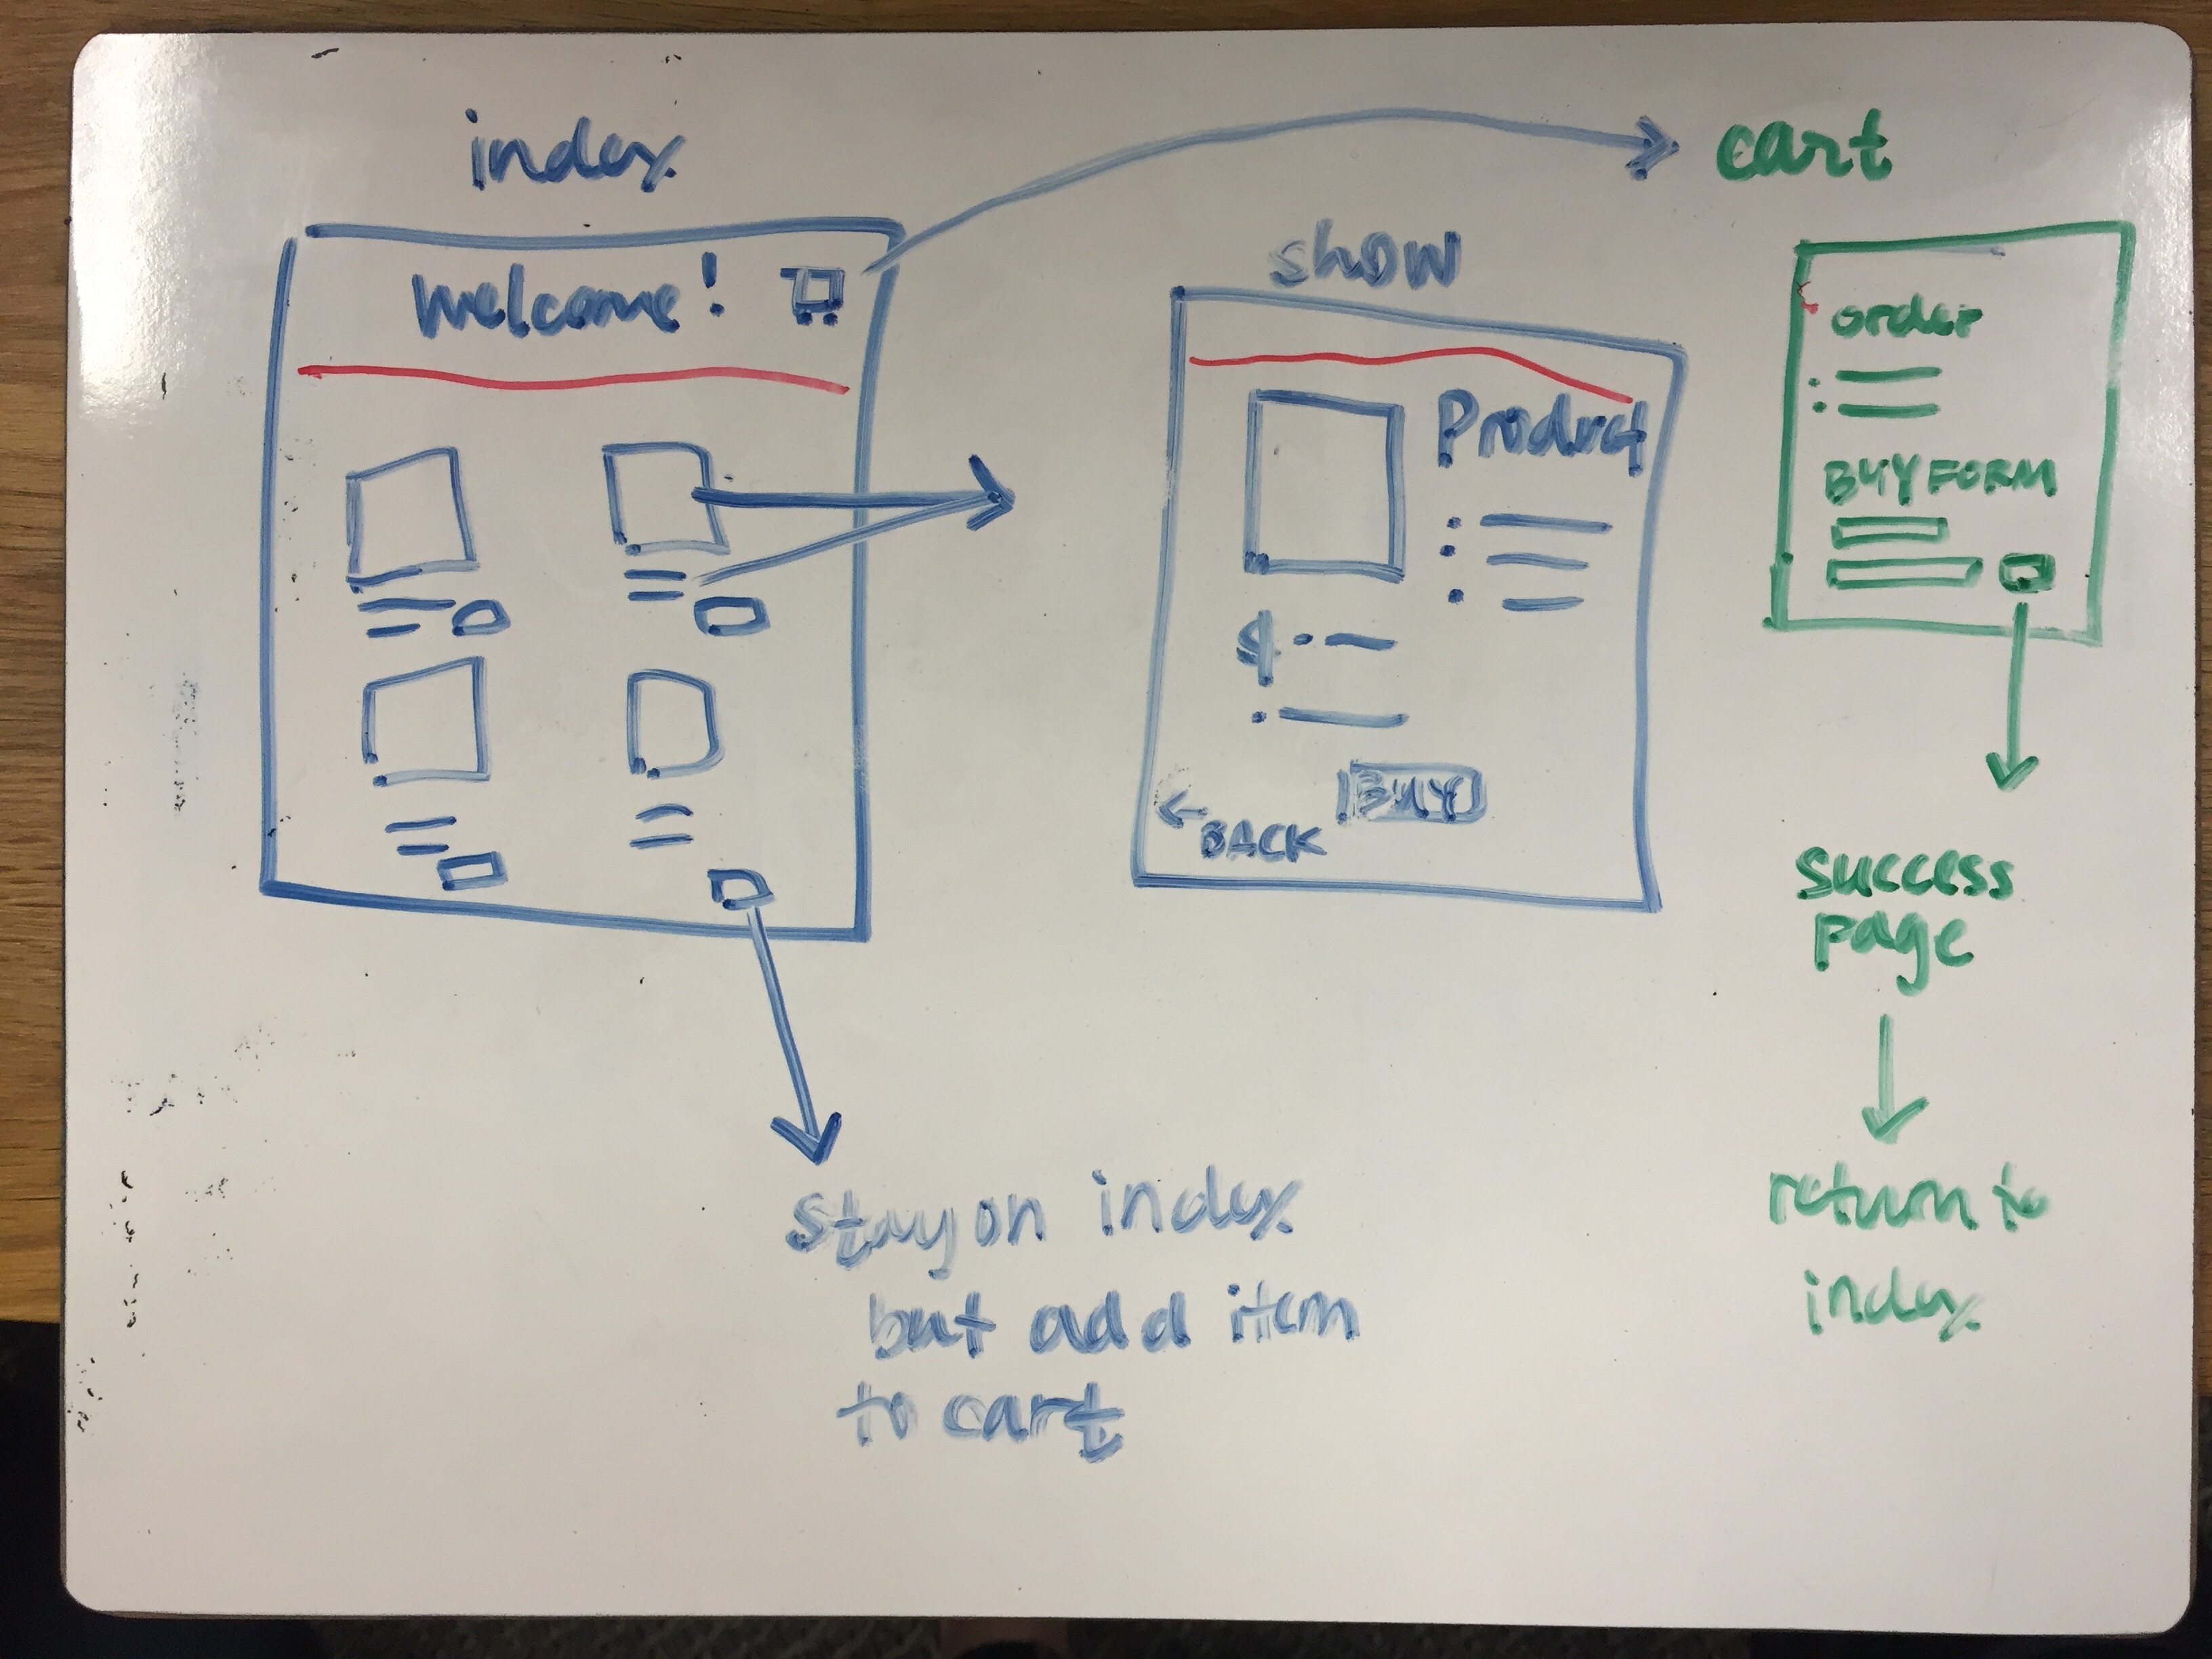 index
welcome!
stay on index
but add item
to cart
show
Product
$
BUY
← BACK
cart
order
BUY FORM
success
page
return to
index